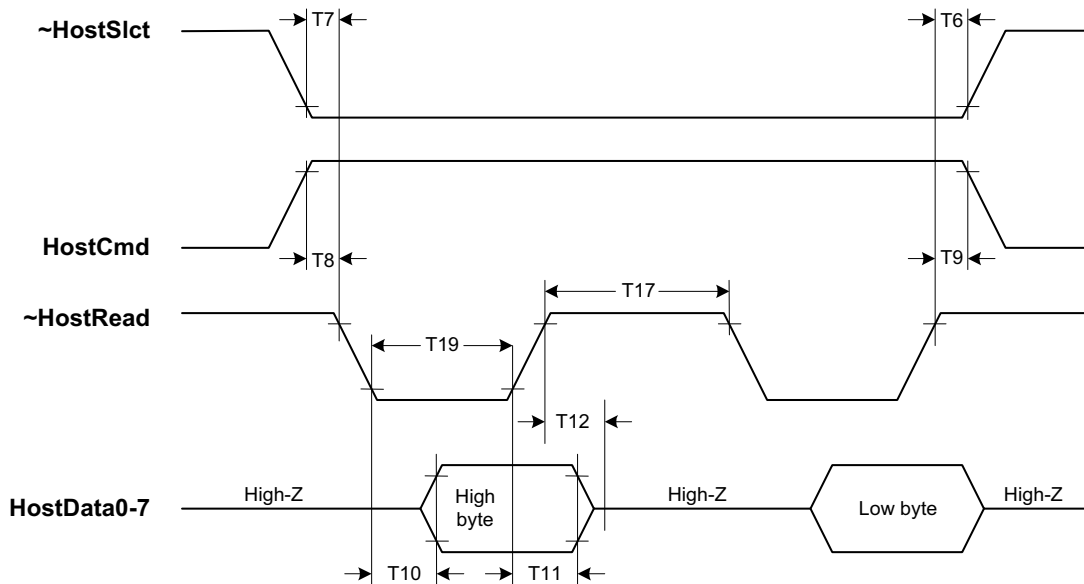 ~HostSlct
T7
T6
HostCmd
T8
T9
~HostRead
T17
T19
T12
HostData0-7
High-Z
High
byte
High-Z
Low byte
High-Z
T10
T11